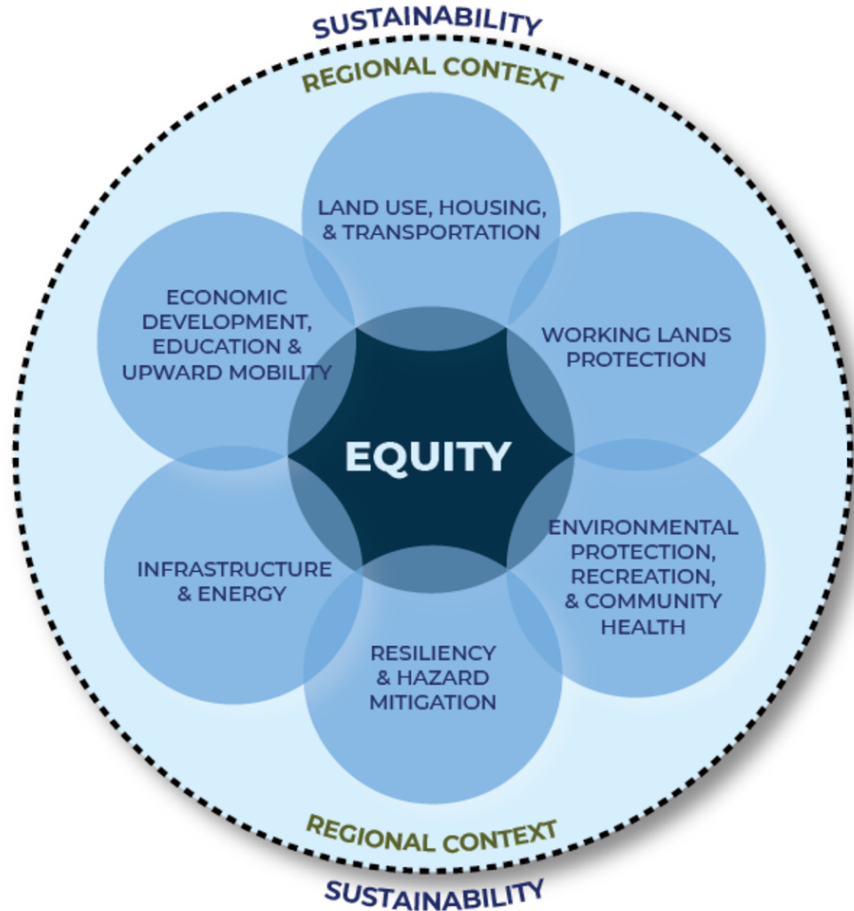 SUSTAINABILITY
REGIONAL CONTEXT
LAND USE, HOUSING,
& TRANSPORTATION
ECONOMIC
DEVELOPMENT,
EDUCATION &
UPWARD MOBILITY
WORKING LANDS
PROTECTION
EQUITY
INFRASTRUCTURE
& ENERGY
ENVIRONMENTAL
PROTECTION,
RECREATION,
& COMMUNITY
HEALTH
RESILIENCY
& HAZARD
MITIGATION
REGIONAL CONTEXT
SUSTAINABILITY